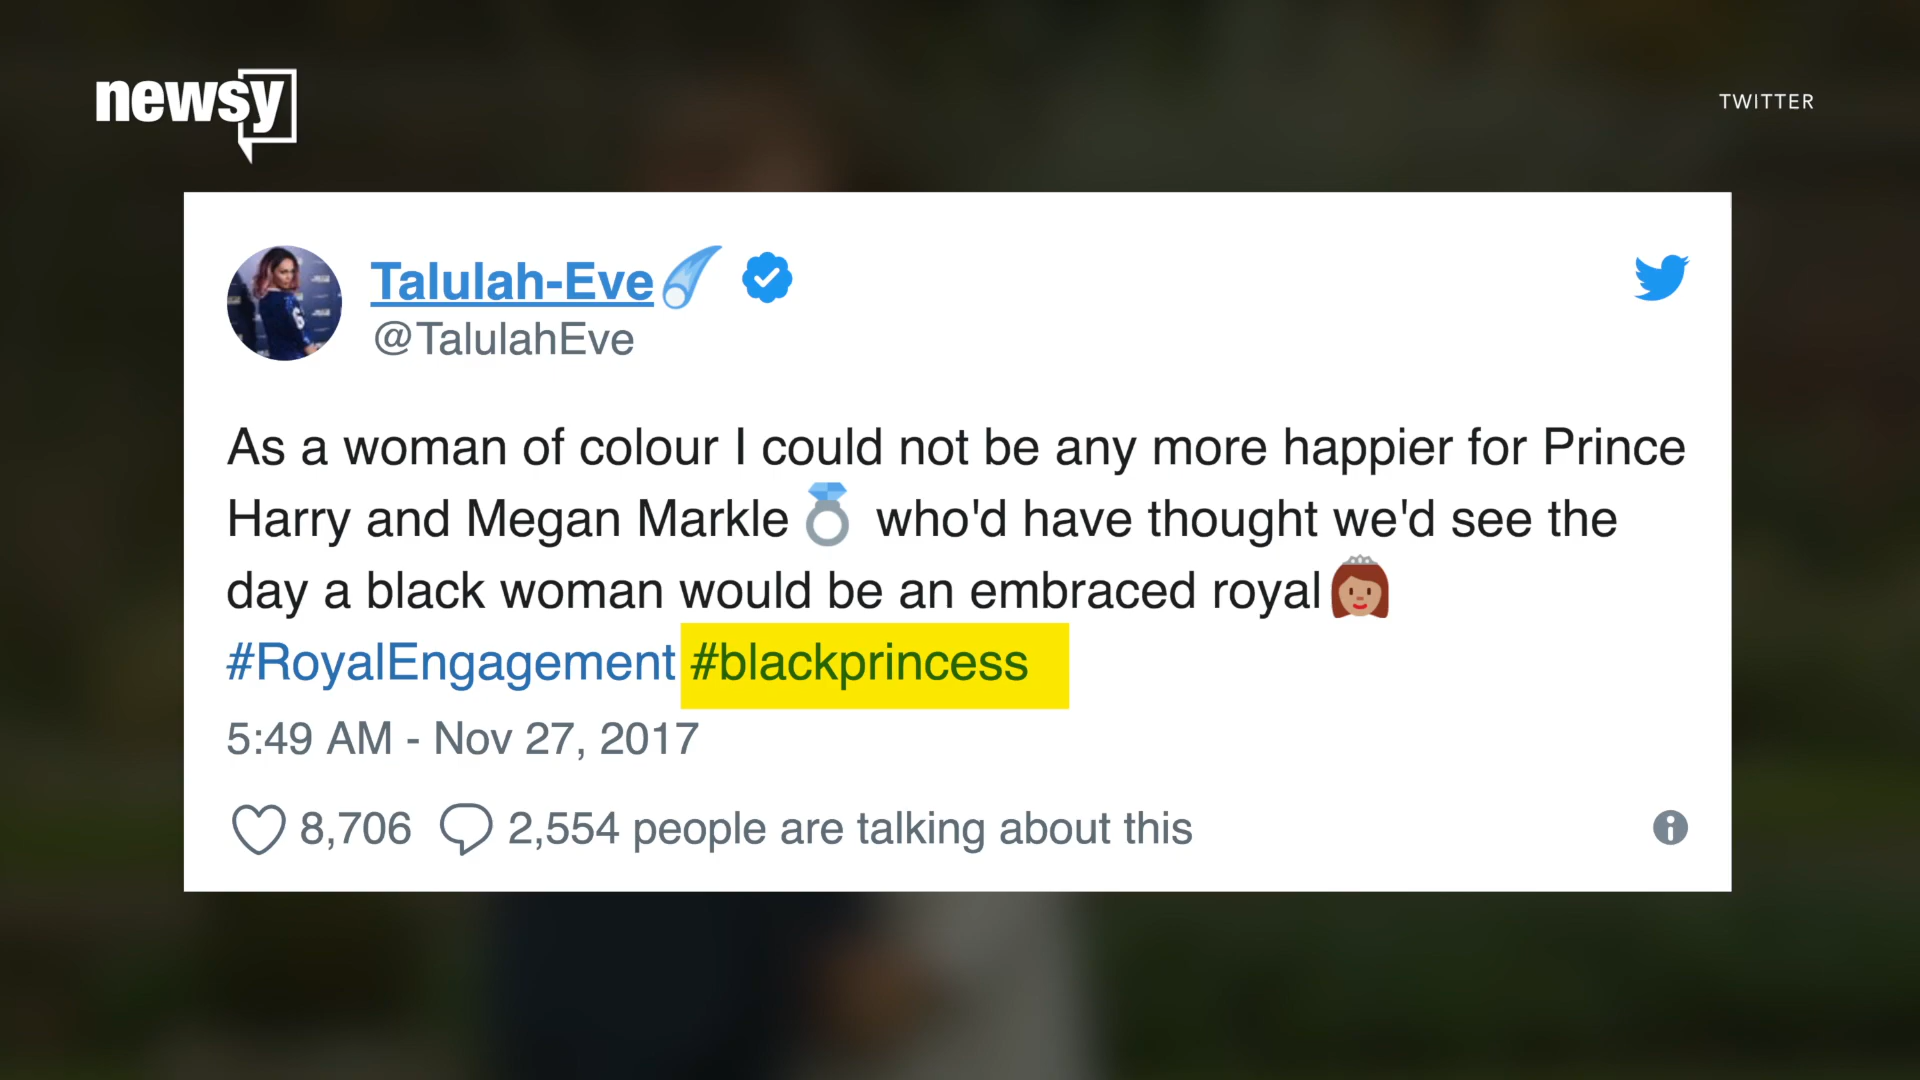 newsy
TWITTER
Talulah-Eve
@TalulahEve
As a woman of colour I could not be any more happier for Prince
Harry and Megan Markle who'd have thought we'd see the
day a black woman would be an embraced royal
#RoyalEngagement #blackprincess
5:49 AM - Nov 27, 2017
8,706 2,554 people are talking about this